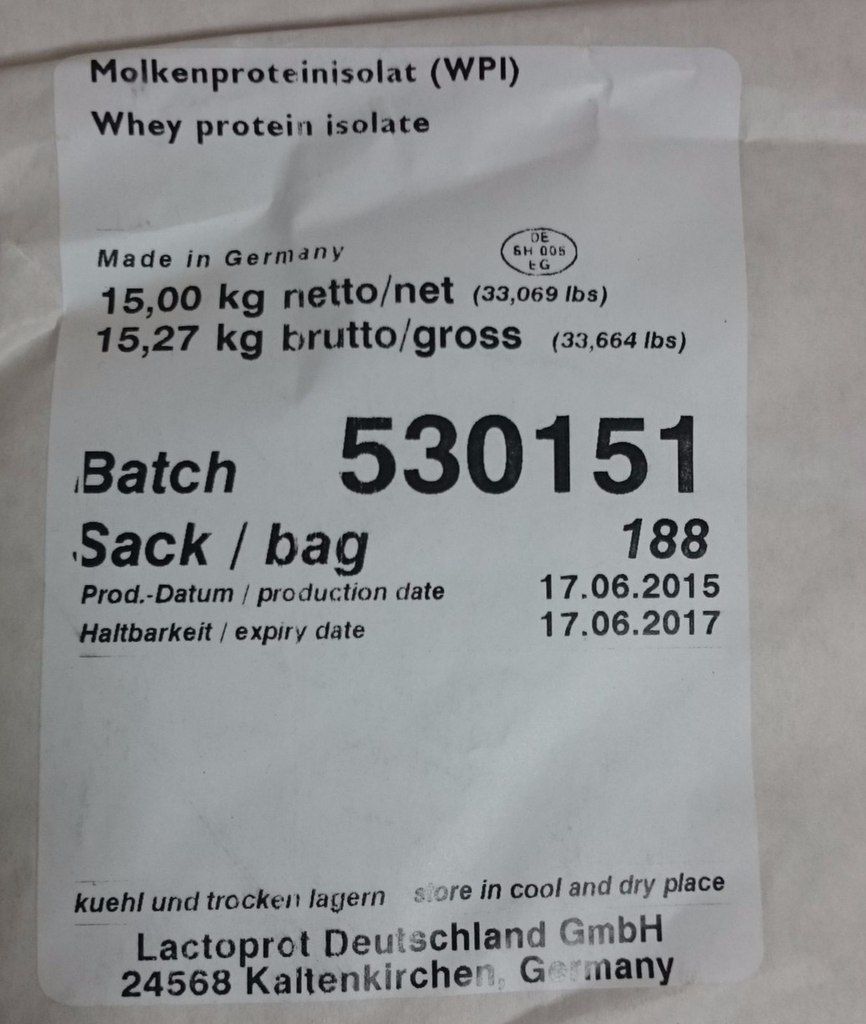 Molkenproteinisolat (WPI)
Whey protein isolate
Made in Germany
DE
SH 005
EG
15,00 kg netto/net (33,069 lbs)
15,27 kg brutto/gross (33,664 lbs)
Batch 530151
Sack / bag 188
Prod.-Datum / production date 17.06.2015
Haltbarkeit / expiry date 17.06.2017
kuehl und trocken lagern store in cool and dry place
Lactoprot Deutschland GmbH
24568 Kaltenkirchen, Germany